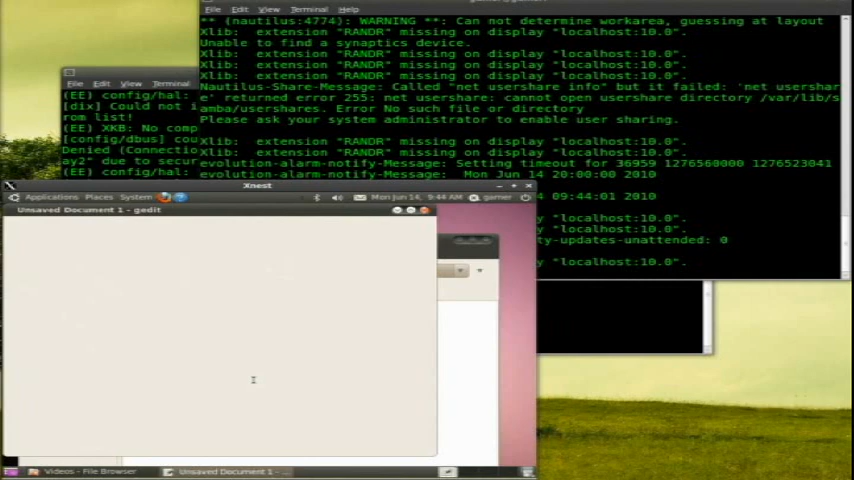 File Edit View Terminal Help
** (nautilus:4774): WARNING **: Can not determine workarea, guessing at layout
Xlib:  extension "RANDR" missing on display "localhost:10.0".
Unable to find a synaptics device.
Xlib:  extension "RANDR" missing on display "localhost:10.0".
Xlib:  extension "RANDR" missing on display "localhost:10.0".
Xlib:  extension "RANDR" missing on display "localhost:10.0".
Nautilus-Share-Message: Called "net usershare info" but it failed: 'net usershar
e' returned error 255: net usershare: cannot open usershare directory /var/lib/s
amba/usershares. Error No such file or directory
Please ask your system administrator to enable user sharing.
Xlib:  extension "RANDR" missing on display "localhost:10.0".
Xlib:  extension "RANDR" missing on display "localhost:10.0".
evolution-alarm-notify-Message: Setting timeout for 36959 1276560000 1276523041
evolution-alarm-notify-Message:  Mon Jun 14 20:00:00 2010
09:44:01 2010
y "localhost:10.0".
y "localhost:10.0".
ty-updates-unattended: 0
y "localhost:10.0".
File Edit View Terminal
(EE) config/hal:
[dix] Could not i
rom list!
(EE) XKB: No comp
[config/dbus] cou
Denied (Connectio
ay2" due to secur
(EE) config/hal:
Xnest
Applications Places System
Mon Jun 14, 9:44 AM garner
Unsaved Document 1 - gedit
Videos - File Browser
Unsaved Document 1 - ...